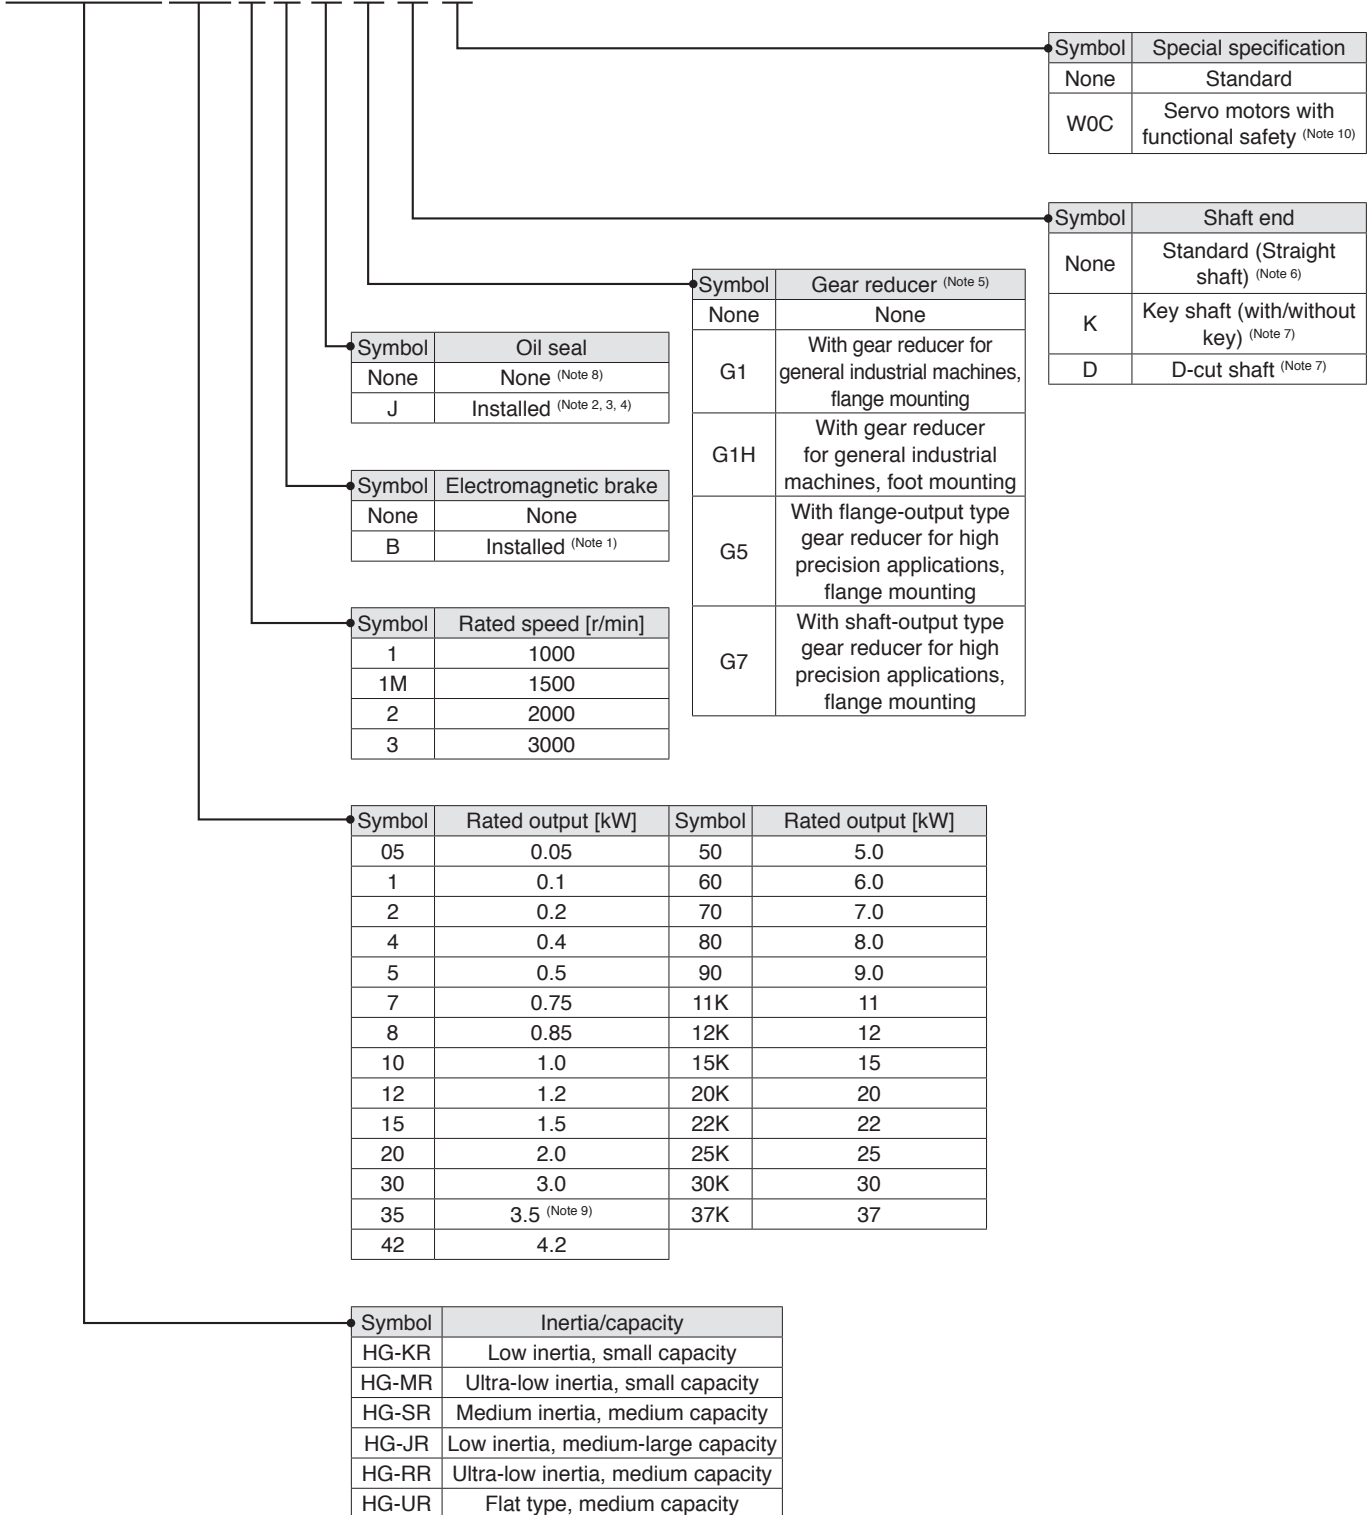 Symbol Special specification
None Standard
W0C Servo motors with
functional safety (Note 10)
Symbol Shaft end
None Standard (Straight
shaft) (Note 6)
K Key shaft (with/without
key) (Note 7)
D D-cut shaft (Note 7)
Symbol Gear reducer (Note 5)
None None
G1 With gear reducer for
general industrial machines,
flange mounting
G1H With gear reducer
for general industrial
machines, foot mounting
G5 With flange-output type
gear reducer for high
precision applications,
flange mounting
G7 With shaft-output type
gear reducer for high
precision applications,
flange mounting
Symbol Oil seal
None None (Note 8)
J Installed (Note 2, 3, 4)
Symbol Electromagnetic brake
None None
B Installed (Note 1)
Symbol Rated speed [r/min]
1 1000
1M 1500
2 2000
3 3000
Symbol Rated output [kW] Symbol Rated output [kW]
05 0.05 50 5.0
1 0.1 60 6.0
2 0.2 70 7.0
4 0.4 80 8.0
5 0.5 90 9.0
7 0.75 11K 11
8 0.85 12K 12
10 1.0 15K 15
12 1.2 20K 20
15 1.5 22K 22
20 2.0 25K 25
30 3.0 30K 30
35 3.5 (Note 9) 37K 37
42 4.2
Symbol Inertia/capacity
HG-KR Low inertia, small capacity
HG-MR Ultra-low inertia, small capacity
HG-SR Medium inertia, medium capacity
HG-JR Low inertia, medium-large capacity
HG-RR Ultra-low inertia, medium capacity
HG-UR Flat type, medium capacity